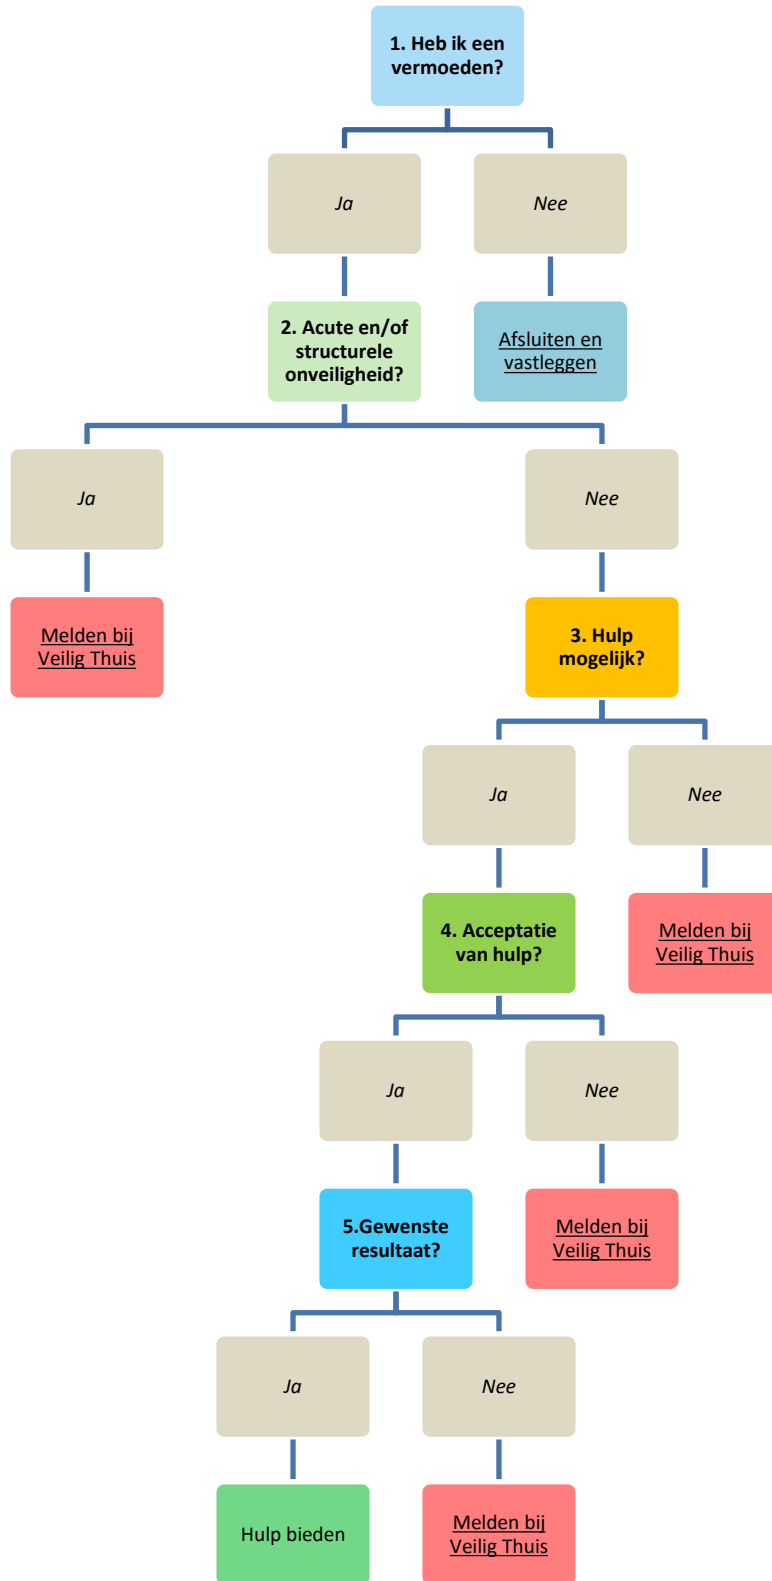 1. Heb ik een
vermoeden?
Ja
Nee
2. Acute en/of
structurele
onveiligheid?
Afsluiten en
vastleggen
Ja
Nee
Melden bij
Veilig Thuis
3. Hulp
mogelijk?
Ja
Nee
4. Acceptatie
van hulp?
Melden bij
Veilig Thuis
Ja
Nee
5.Gewenste
resultaat?
Melden bij
Veilig Thuis
Ja
Nee
Hulp bieden
Melden bij
Veilig Thuis